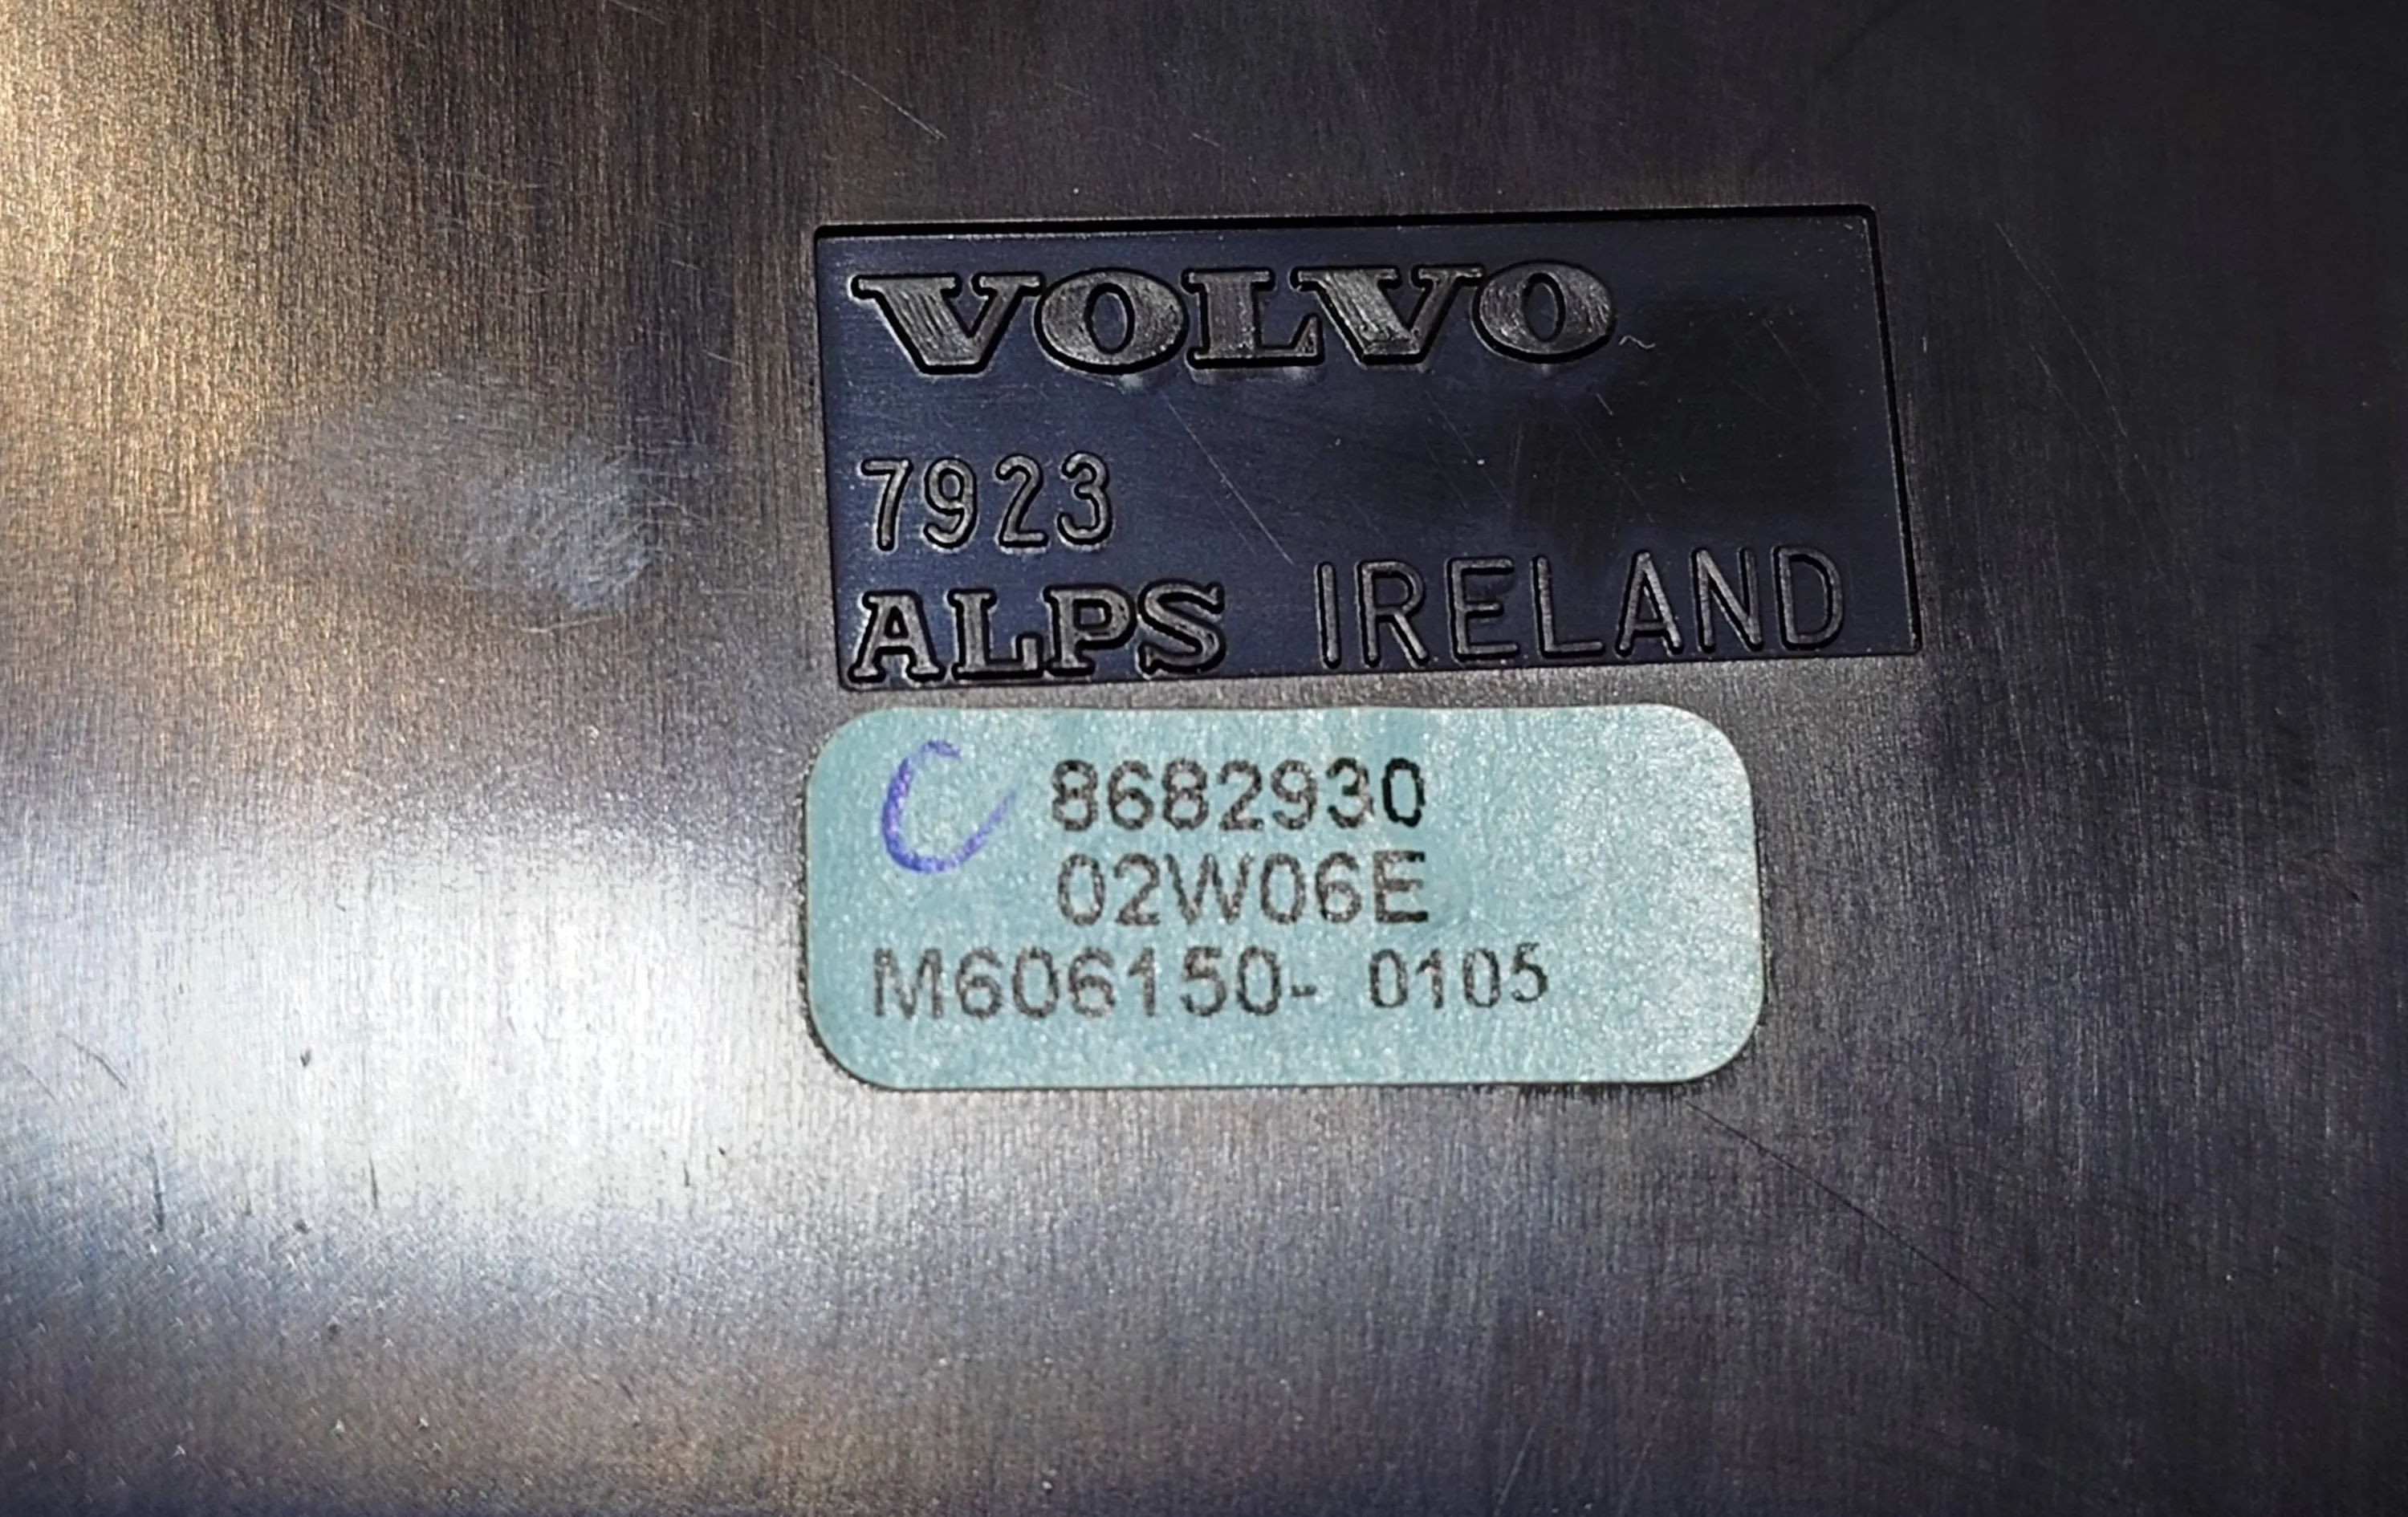 VOLVO
7923
ALPS IRELAND
C 8682930
02W06E
M606150- 0105